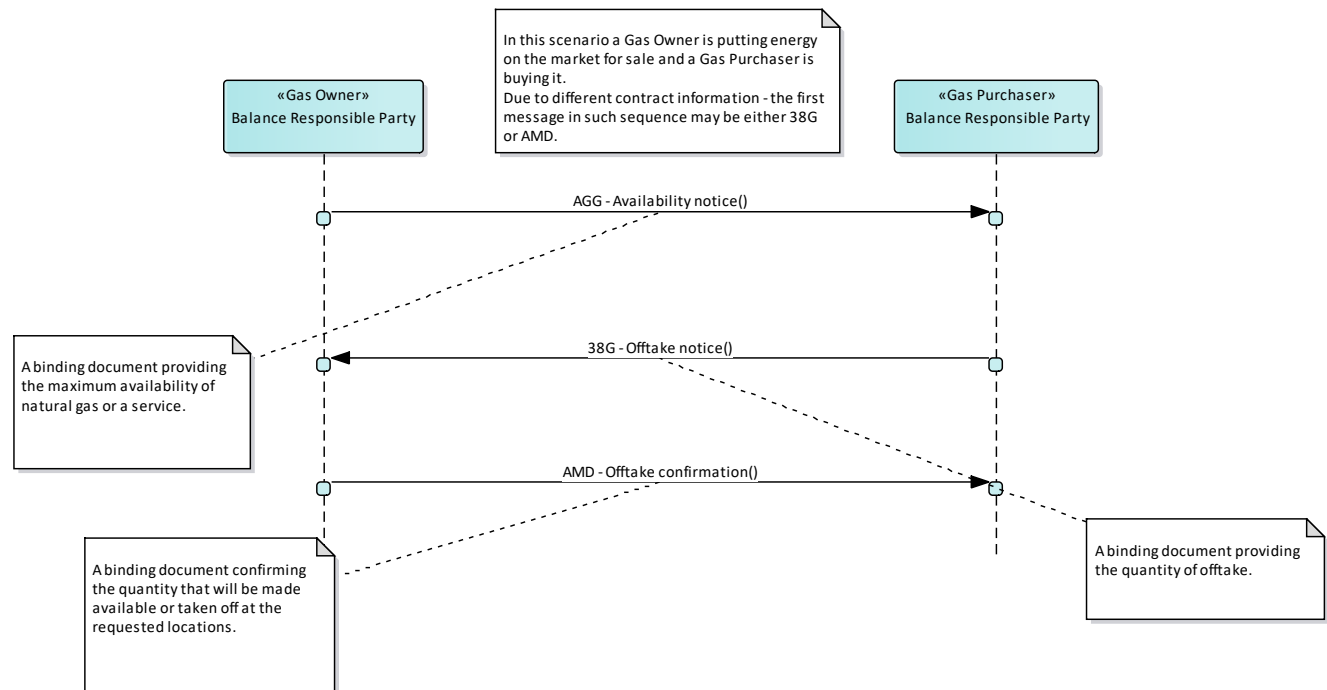 In this scenario a Gas Owner is putting energy
on the market for sale and a Gas Purchaser is
buying it.
Due to different contract information - the first
message in such sequence may be either 38G
or AMD.
«Gas Owner»
Balance Responsible Party
«Gas Purchaser»
Balance Responsible Party
AGG - Availability notice()
A binding document providing
the maximum availability of
natural gas or a service.
38G - Offtake notice()
AMD - Offtake confirmation()
A binding document confirming
the quantity that will be made
available or taken off at the
requested locations.
A binding document providing
the quantity of offtake.